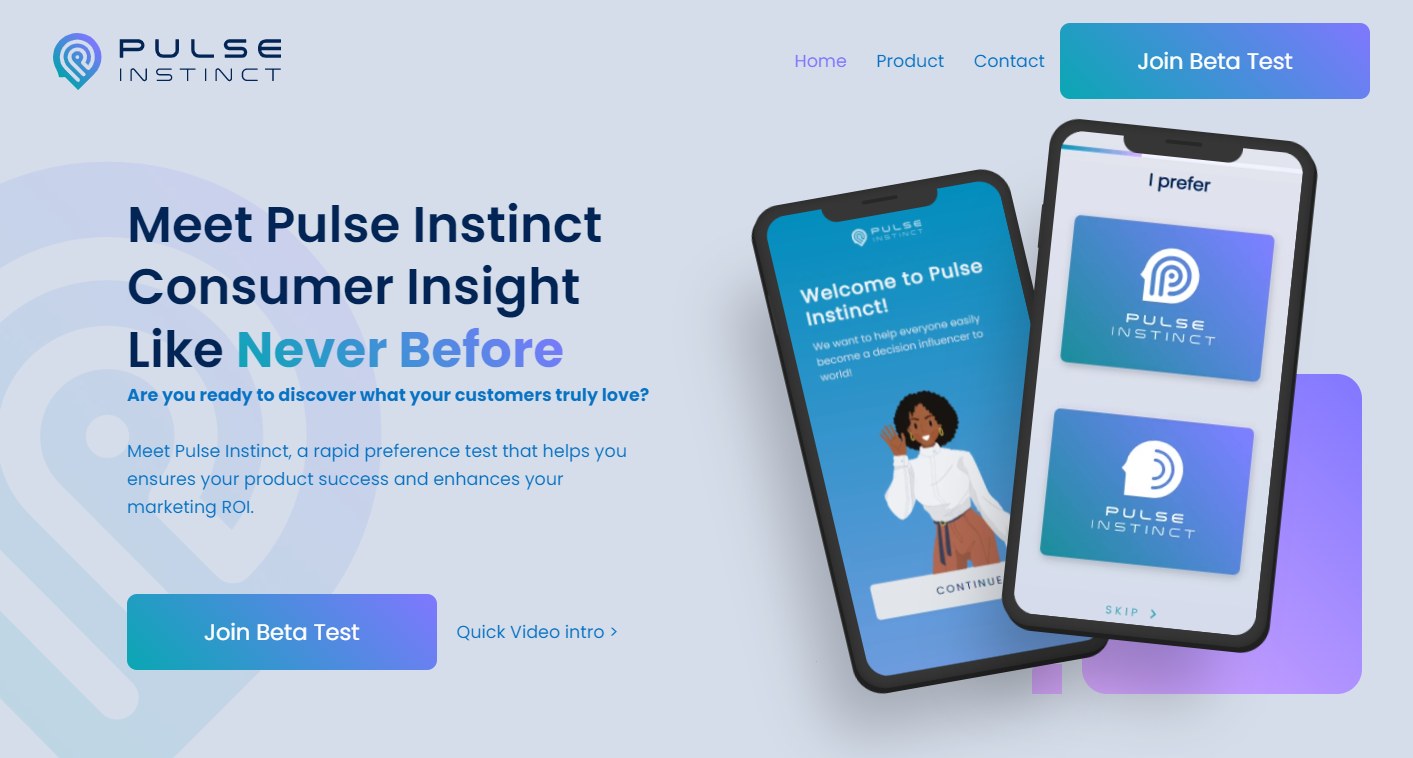 PULSE
INSTINCT
Home
Product
Contact
Join Beta Test
Meet Pulse Instinct
Consumer Insight
Like Never Before
Are you ready to discover what your customers truly love?
Meet Pulse Instinct, a rapid preference test that helps you
ensures your product success and enhances your
marketing ROI.
Join Beta Test
Quick Video intro >
PULSE
INSTINCT
Welcome to Pulse
Instinct!
We want to help everyone easily
become a decision influencer to
world!
CONTINUE
I prefer
PULSE
INSTINCT
PULSE
INSTINCT
SKIP >